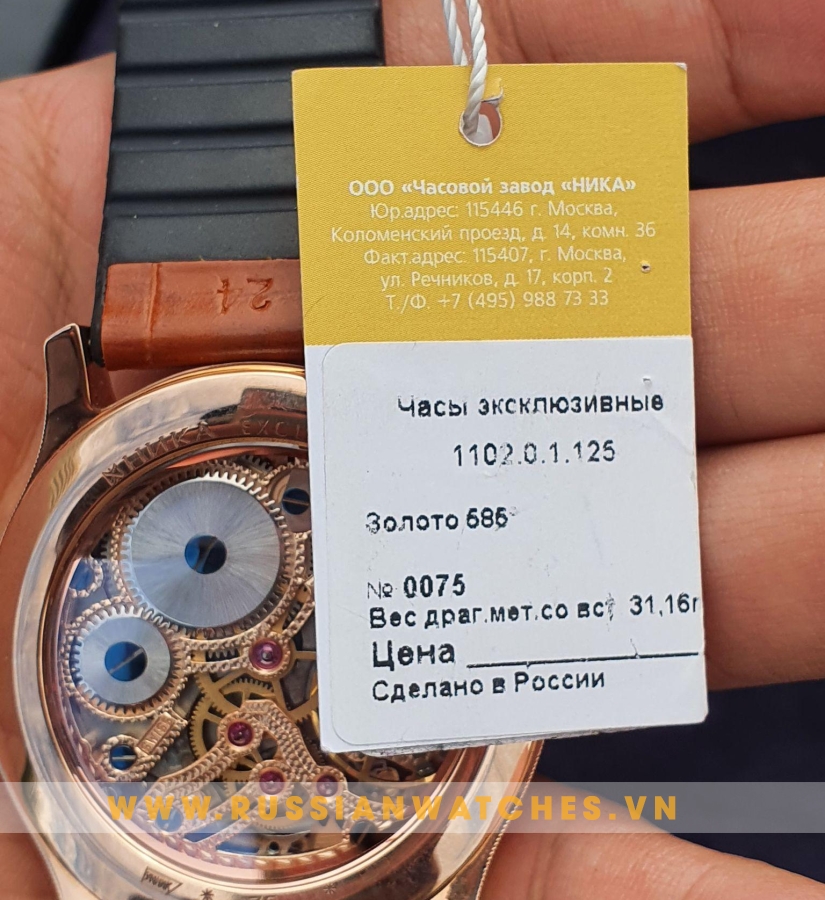 ООО «Часовой завод «НИКА»
Юр.адрес: 115446 г. Москва,
Коломенский проезд, д. 14, комн. 36
Факт.адрес: 115407, г. Москва,
ул. Речников, д. 17, корп. 2
Т./Ф. +7 (495) 988 73 33
Часы эксклюзивные
1102.0.1.125
Золото 585
№ 0075
Вес драг.мет.со вст 31,16г
Цена
Сделано в России
24
НИКА EXCL
WWW.RUSSIANWATCHES.VN